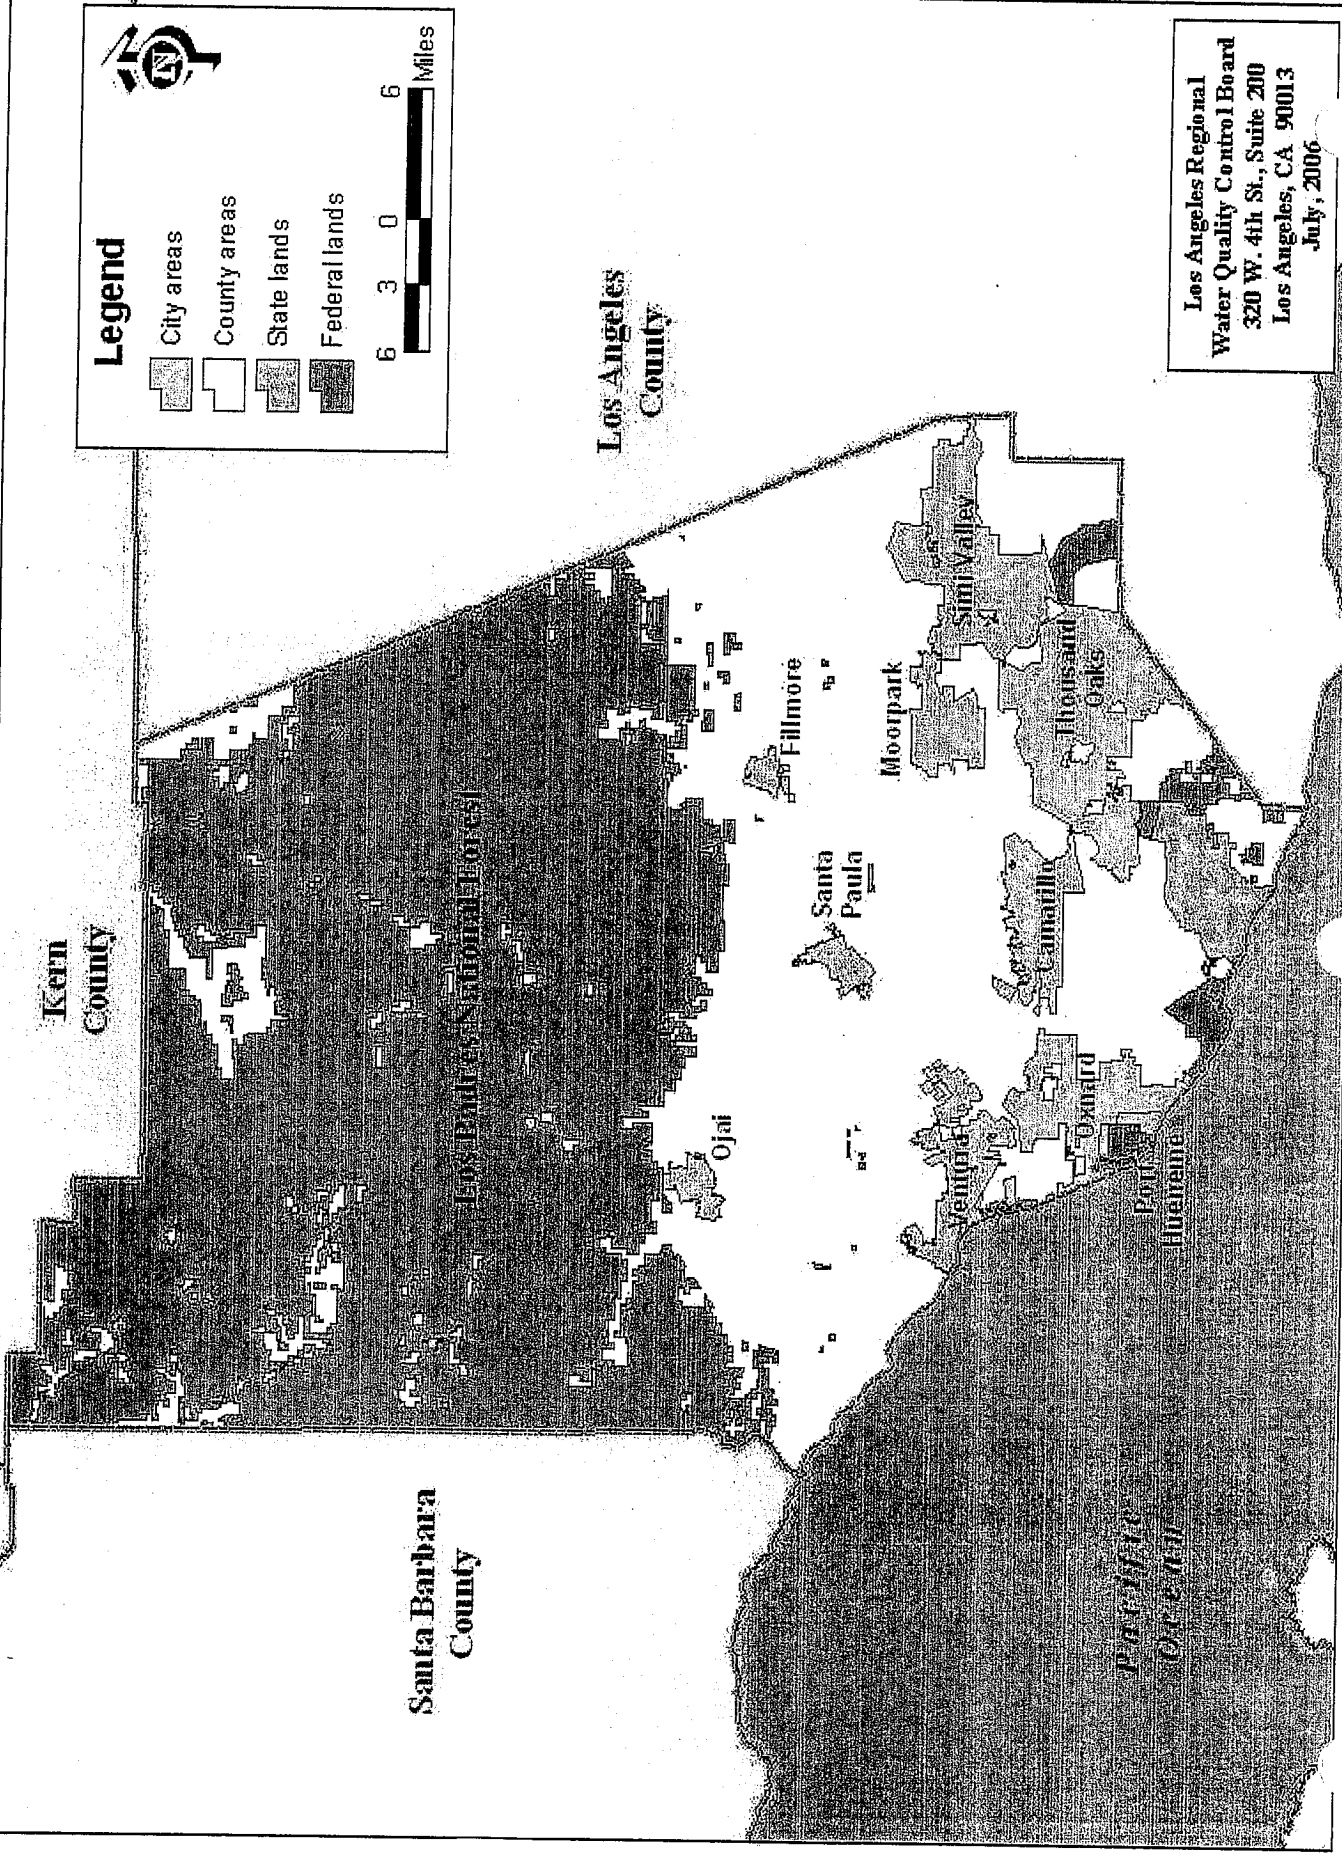 Legend
City areas
County areas
State lands
Federal lands
6 3 0 6
Miles
N
Kern
County
Santa Barbara
County
Los Angeles
County
Los Padres National Forest
Ojai
Santa
Paula
Fillmore
Moorpark
Simi Valley
Thousand
Oaks
Camarillo
Ventura
Oxnard
Port
Hueneme
Pacific
Ocean
Los Angeles Regional
Water Quality Control Board
320 W. 4th St., Suite 200
Los Angeles, CA 90013
July, 2006